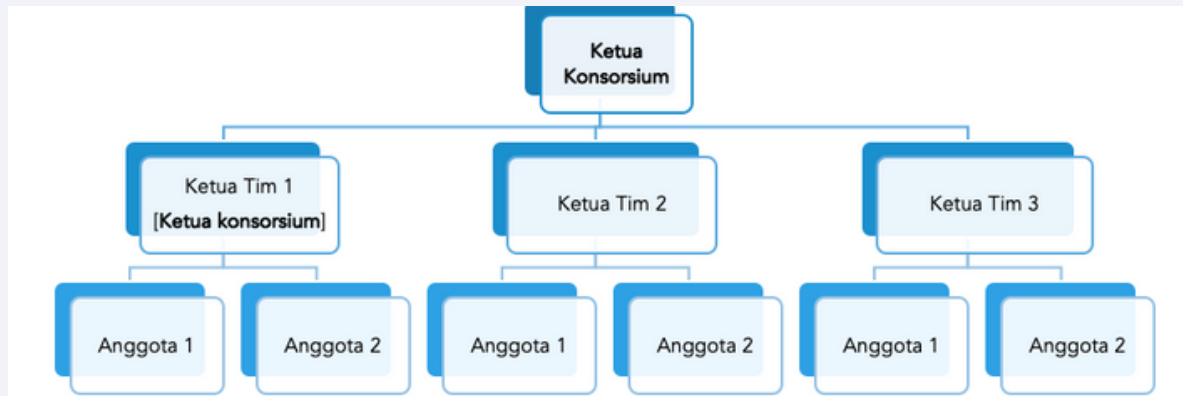 Ketua
Konsorsium
Ketua Tim 1
[Ketua konsorsium]
Ketua Tim 2
Ketua Tim 3
Anggota 1
Anggota 2
Anggota 1
Anggota 2
Anggota 1
Anggota 2